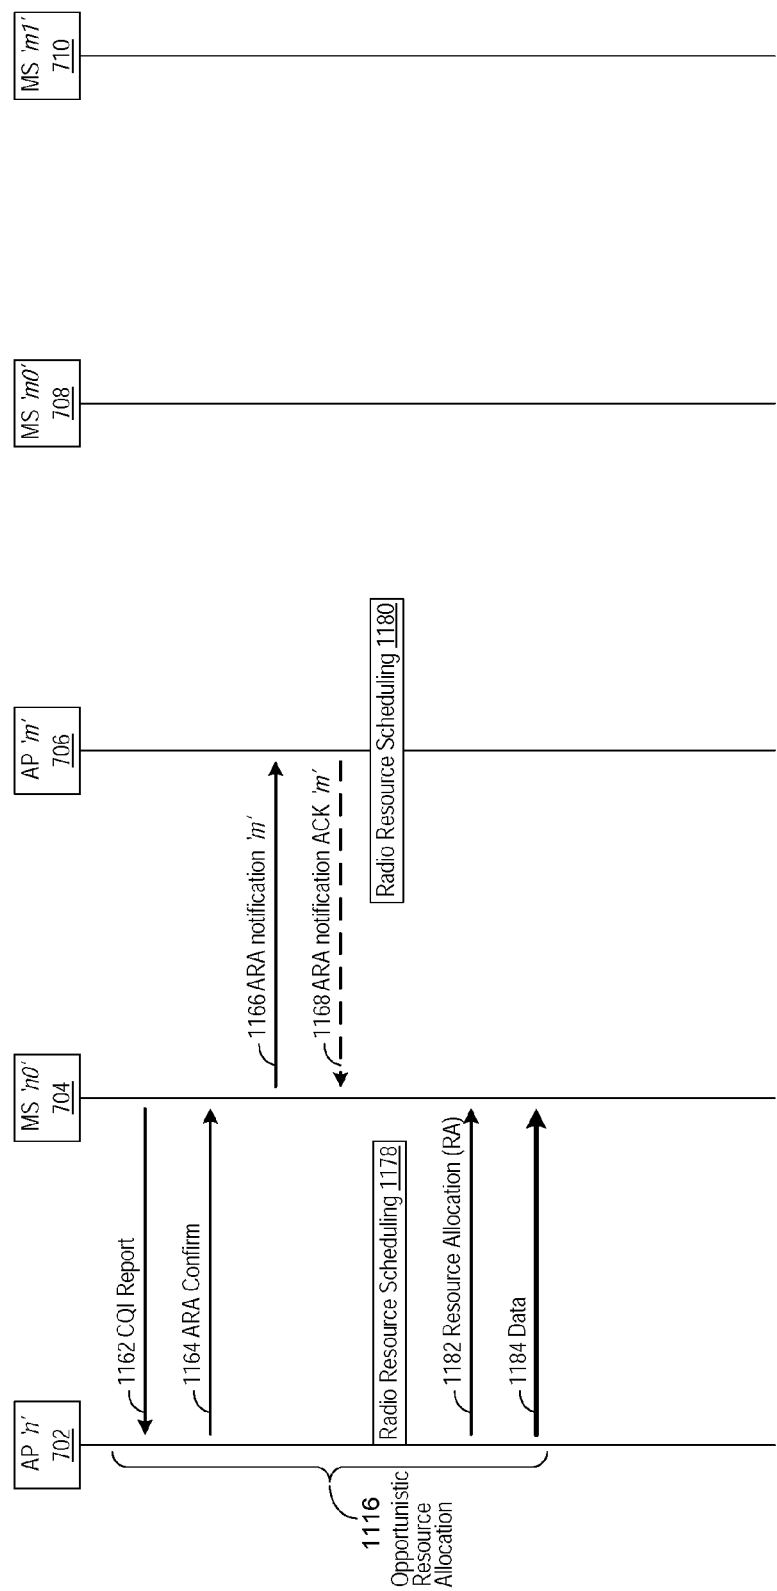 AP 'n'
702
MS 'n0'
704
AP 'm'
706
MS 'm0'
708
MS 'm1'
710
1162 CQI Report
1164 ARA Confirm
1166 ARA notification 'm'
1168 ARA notification ACK 'm'
Radio Resource Scheduling 1178
Radio Resource Scheduling 1180
1182 Resource Allocation (RA)
1184 Data
1116
Opportunistic
Resource
Allocation